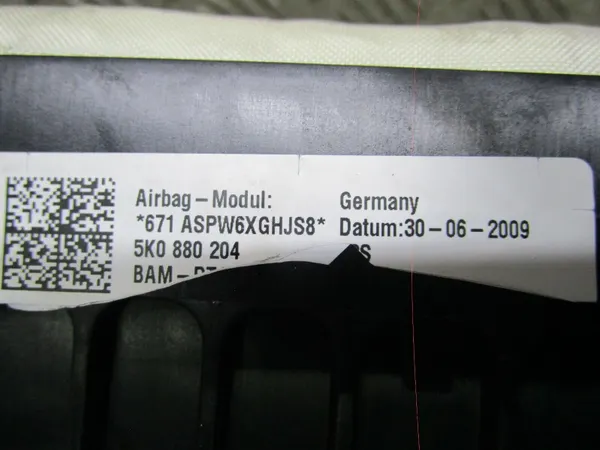 Airbag-Modul: Germany
*671 ASPW6XGHJS8* Datum:30-06-2009
5K0 880 204